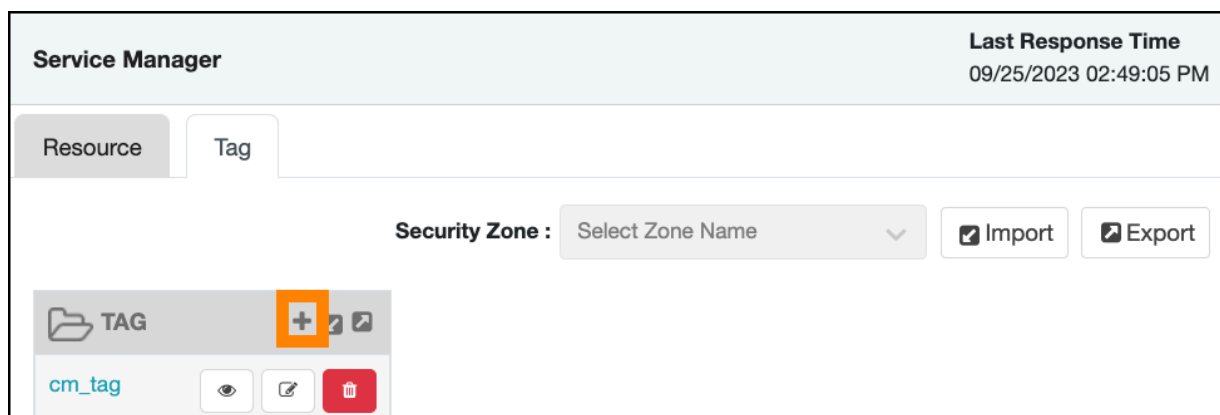 Service Manager
Last Response Time
09/25/2023 02:49:05 PM
Resource
Tag
Security Zone :
Select Zone Name
Import
Export
TAG
cm_tag